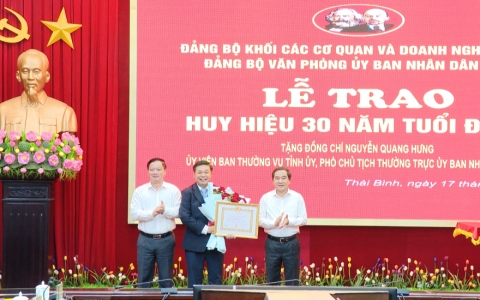 ĐẢNG BỘ KHỐI CÁC CƠ QUAN VÀ DOANH NGH
ĐẢNG BỘ VĂN PHÒNG ỦY BAN NHÂN DÂN
LỄ TRAO
HUY HIỆU 30 NĂM TUỔI Đ
TẶNG ĐỒNG CHÍ NGUYỄN QUANG HƯNG
ỦY VIÊN BAN THƯỜNG VỤ TỈNH ỦY, PHÓ CHỦ TỊCH THƯỜNG TRỰC ỦY BAN NH
Thái Bình, ngày 17 thá